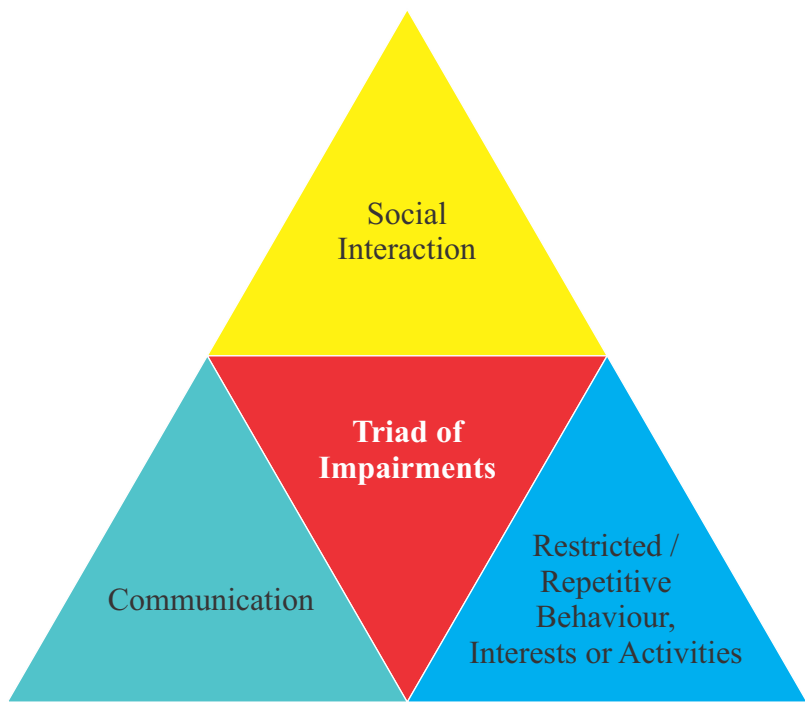 Social
Interaction
Triad of
Impairments
Communication
Restricted /
Repetitive
Behaviour,
Interests or Activities